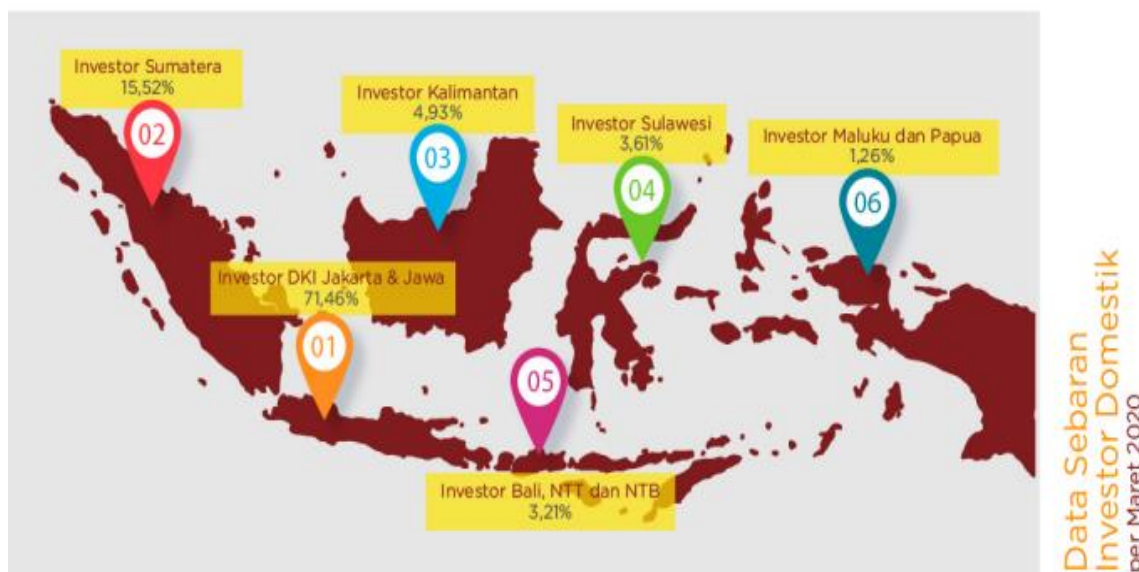 Investor Sumatera
15,52%
02
Investor Kalimantan
4,93%
03
Investor Sulawesi
3,61%
04
Investor Maluku dan Papua
1,26%
06
Investor DKI Jakarta & Jawa
71,46%
01
05
Investor Bali, NTT dan NTB
3,21%
Data Sebaran
Investor Domestik
per Maret 2020